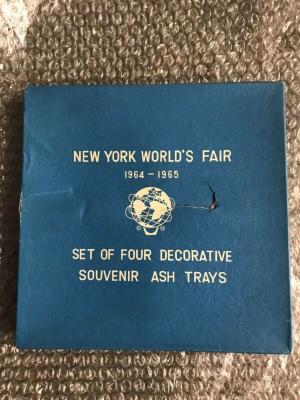 NEW YORK WORLD'S FAIR
1964 - 1965
SET OF FOUR DECORATIVE
SOUVENIR ASH TRAYS